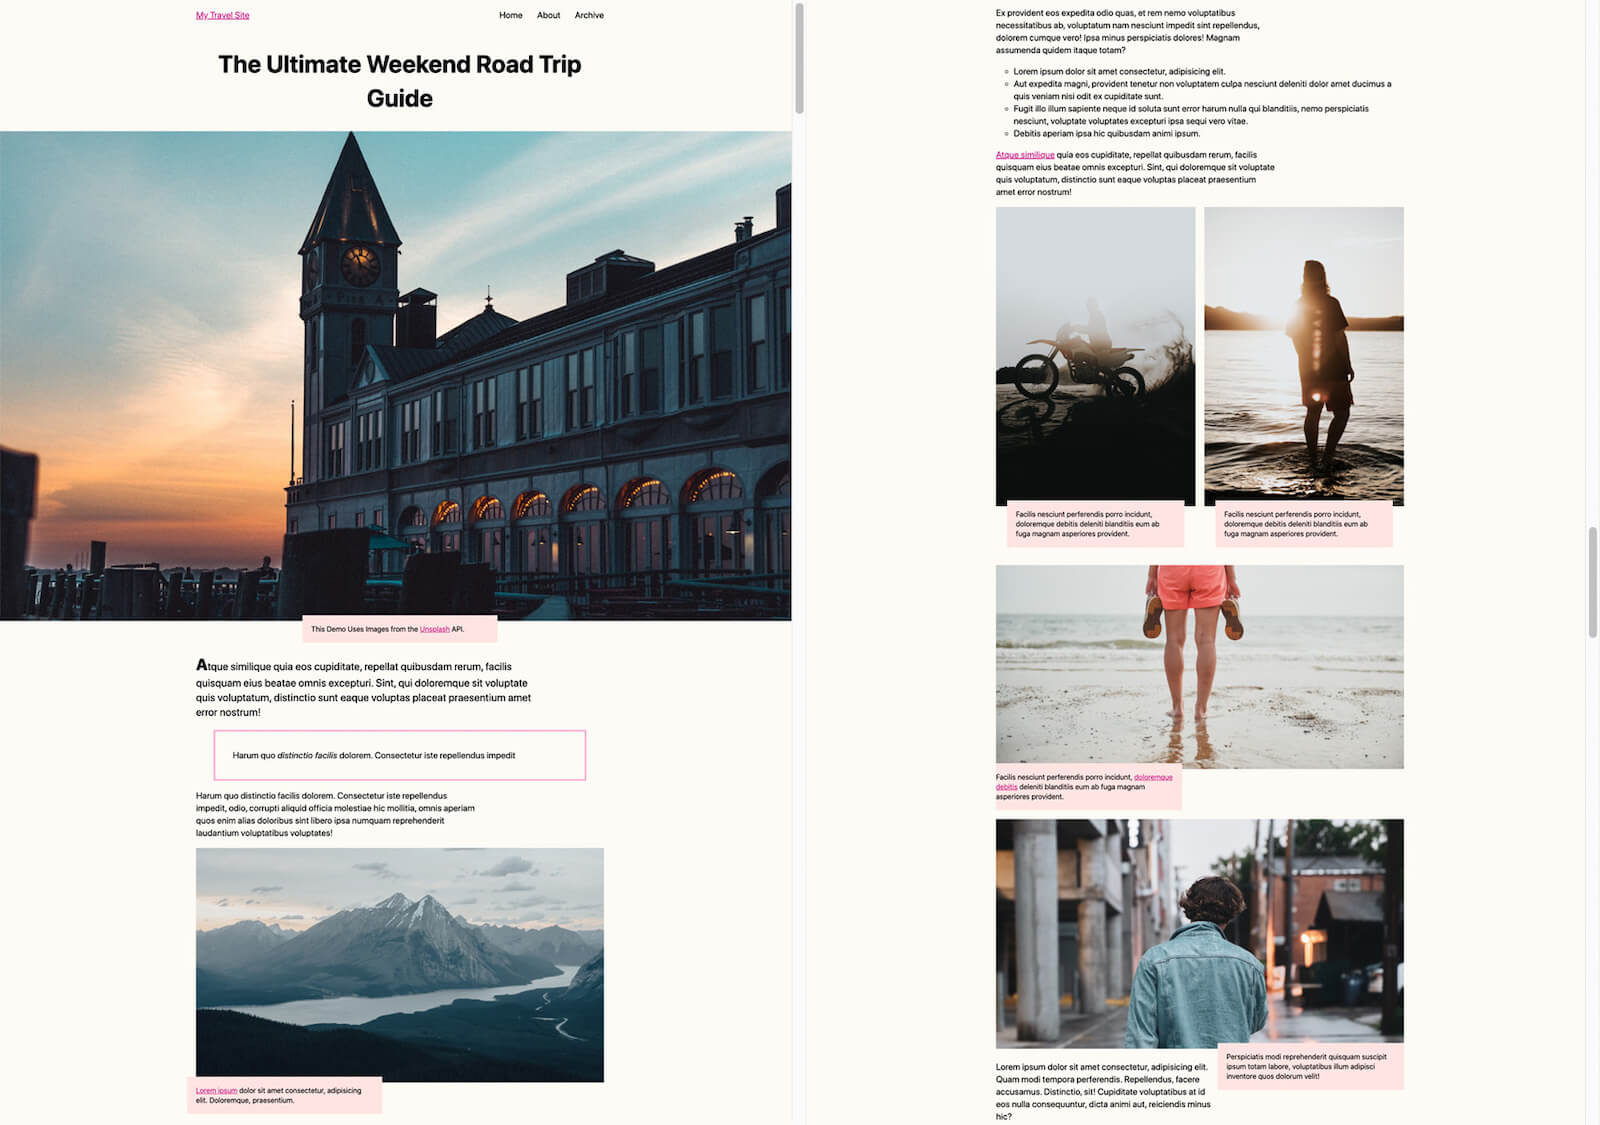 My Travel Site
Home About Archive
The Ultimate Weekend Road Trip
Guide
PIER A
This Demo Uses Images from the Unsplash API.
Atque similique quia eos cupiditate, repellat quibusdam rerum, facilis
quisquam eius beatae omnis excepturi. Sint, qui doloremque sit voluptate
quis voluptatum, distinctio sunt eaque voluptas placeat praesentium amet
error nostrum!
Harum quo distinctio facilis dolorem. Consectetur iste repellendus impedit
Harum quo distinctio facilis dolorem. Consectetur iste repellendus
impedit, odio, corrupti aliquid officia molestiae hic mollitia, omnis aperiam
quos enim alias doloribus sint libero ipsa numquam reprehenderit
laudantium voluptatibus voluptates!
Lorem ipsum dolor sit amet consectetur, adipisicing
elit. Doloremque, praesentium.
Ex provident eos expedita odio quas, et rem nemo voluptatibus
necessitatibus ab, voluptatum nam nesciunt impedit sint repellendus,
dolorem cumque vero! Ipsa minus perspiciatis dolores! Magnam
assumenda quidem itaque totam?
Lorem ipsum dolor sit amet consectetur, adipisicing elit.
Aut expedita magni, provident tenetur non voluptatem culpa nesciunt deleniti dolor amet ducimus a
quis veniam nisi odit ex cupiditate sunt.
Fugit illo illum sapiente neque id soluta sunt error harum nulla qui blanditiis, nemo perspiciatis
nesciunt, voluptate voluptates excepturi ipsa sequi vero vitae.
Debitis aperiam ipsa hic quibusdam animi ipsum.
Atque similique quia eos cupiditate, repellat quibusdam rerum, facilis
quisquam eius beatae omnis excepturi. Sint, qui doloremque sit voluptate
quis voluptatum, distinctio sunt eaque voluptas placeat praesentium
amet error nostrum!
Facilis nesciunt perferendis porro incidunt,
doloremque debitis deleniti blanditiis eum ab
fuga magnam asperiores provident.
Facilis nesciunt perferendis porro incidunt,
doloremque debitis deleniti blanditiis eum ab
fuga magnam asperiores provident.
Facilis nesciunt perferendis porro incidunt, doloremque
debitis deleniti blanditiis eum ab fuga magnam
asperiores provident.
Perspiciatis modi reprehenderit quisquam suscipit
ipsum totam labore, voluptatibus illum adipisci
inventore quos dolorum velit!
Lorem ipsum dolor sit amet consectetur, adipisicing elit.
Quam modi tempora perferendis. Repellendus, facere
accusamus. Distinctio, sit! Cupiditate voluptatibus at id
eos nulla consequuntur, dicta animi aut, reiciendis minus
hic?